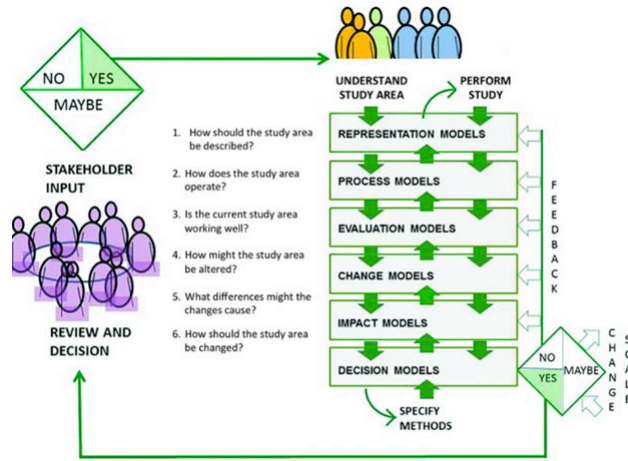 NO YES
MAYBE
STAKEHOLDER
INPUT
REVIEW AND
DECISION
1. How should the study area
be described?
2. How does the study area
operate?
3. Is the current study area
working well?
4. How might the study area
be altered?
5. What differences might the
changes cause?
6. How should the study area
be changed?
UNDERSTAND
STUDY AREA
PERFORM
STUDY
REPRESENTATION MODELS
PROCESS MODELS
EVALUATION MODELS
CHANGE MODELS
IMPACT MODELS
DECISION MODELS
SPECIFY
METHODS
FEEDBACK
NO
MAYBE
YES
CHANGE
SCALE